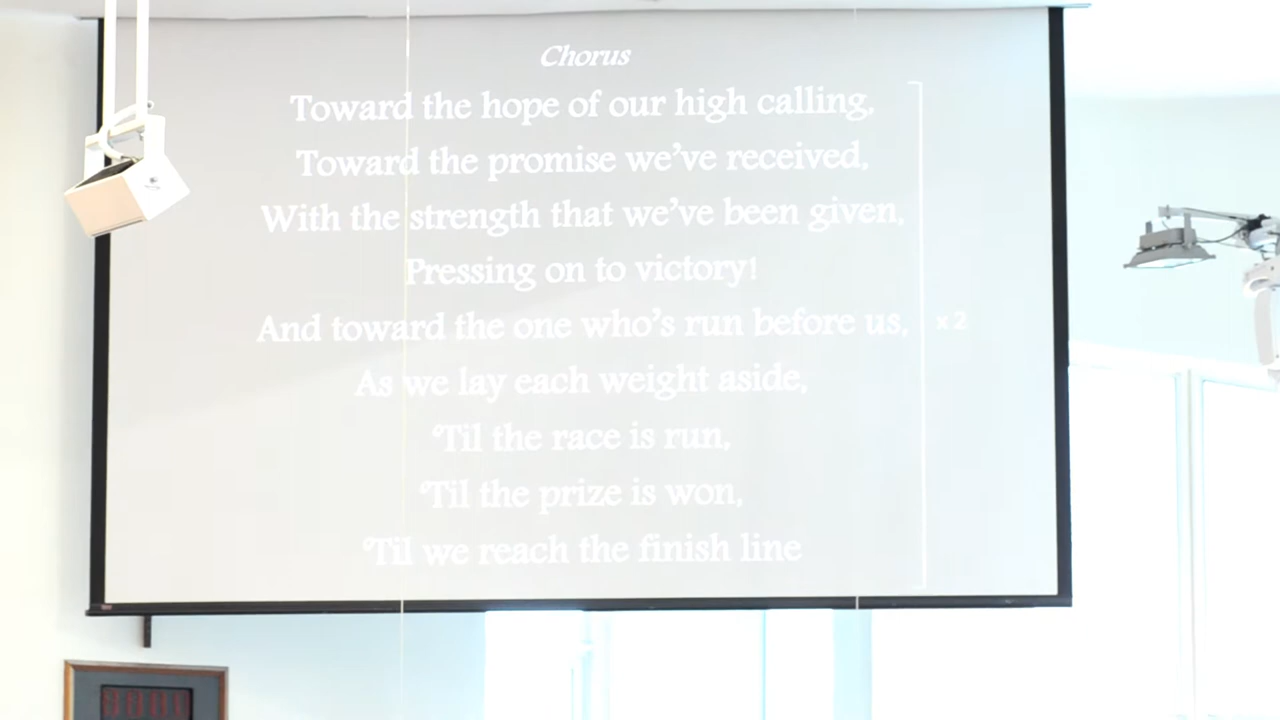 Chorus
Toward the hope of our high calling,
Toward the promise we've received,
With the strength that we've been given,
Pressing on to victory!
And toward the one who's run before us,
x 2
As we lay each weight aside,
'Til the race is run,
'Til the prize is won,
'Til we reach the finish line